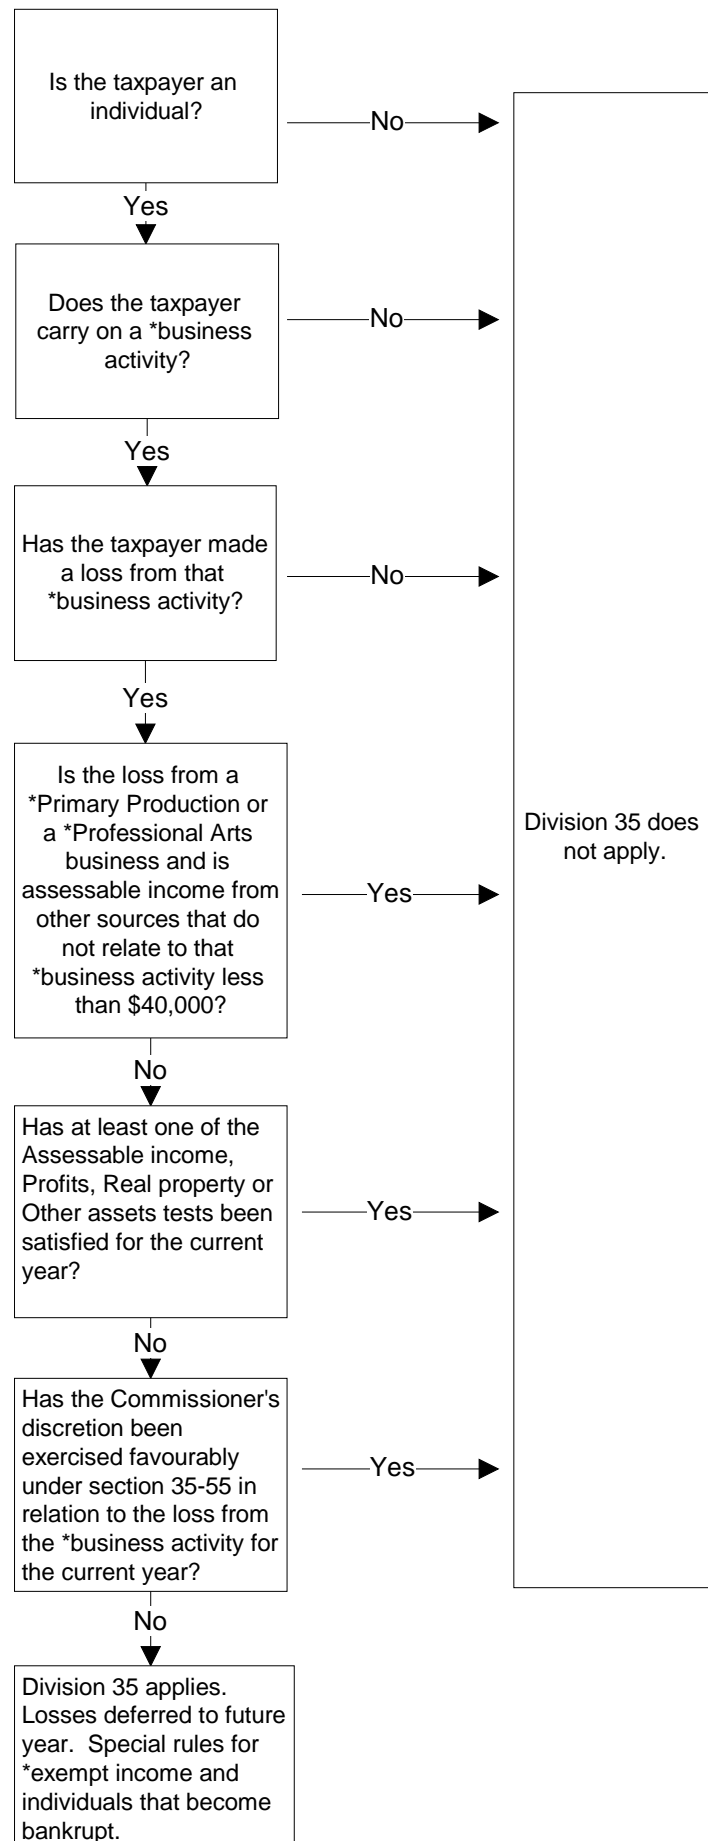 Is the taxpayer an
individual?
No
Yes
Does the taxpayer
carry on a *business
activity?
No
Yes
Has the taxpayer made
a loss from that
*business activity?
No
Yes
Is the loss from a
*Primary Production or
a *Professional Arts
business and is
assessable income from
other sources that do
not relate to that
*business activity less
than $40,000?
Yes
Division 35 does
not apply.
No
Has at least one of the
Assessable income,
Profits, Real property or
Other assets tests been
satisfied for the current
year?
Yes
No
Has the Commissioner's
discretion been
exercised favourably
under section 35-55 in
relation to the loss from
the *business activity for
the current year?
Yes
No
Division 35 applies.
Losses deferred to future
year.  Special rules for
*exempt income and
individuals that become
bankrupt.